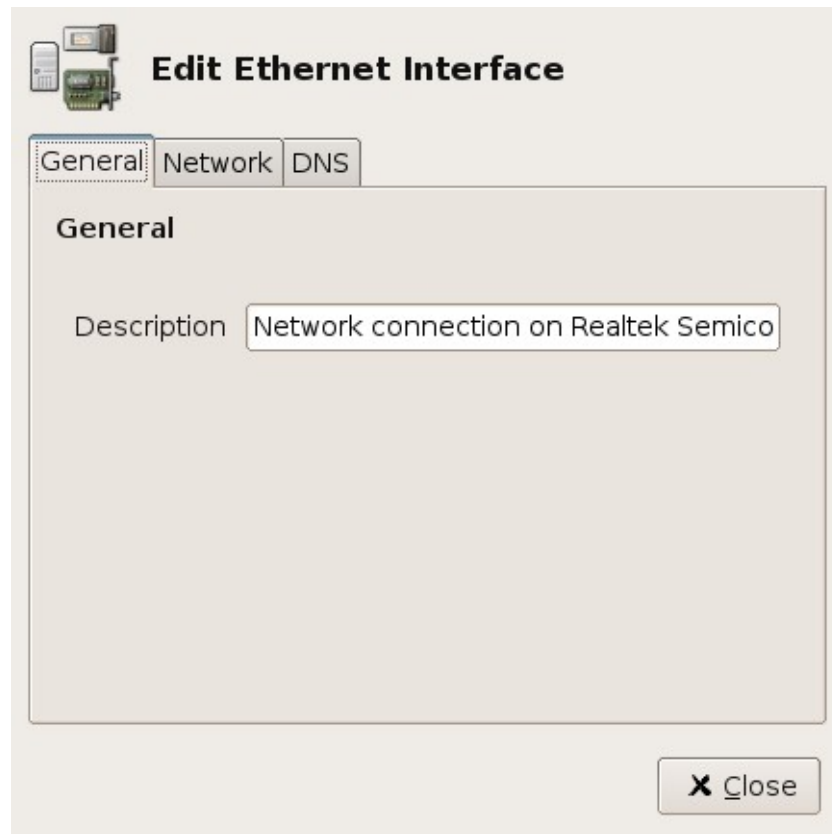 Edit Ethernet Interface
General Network DNS
General
Description Network connection on Realtek Semico
Close